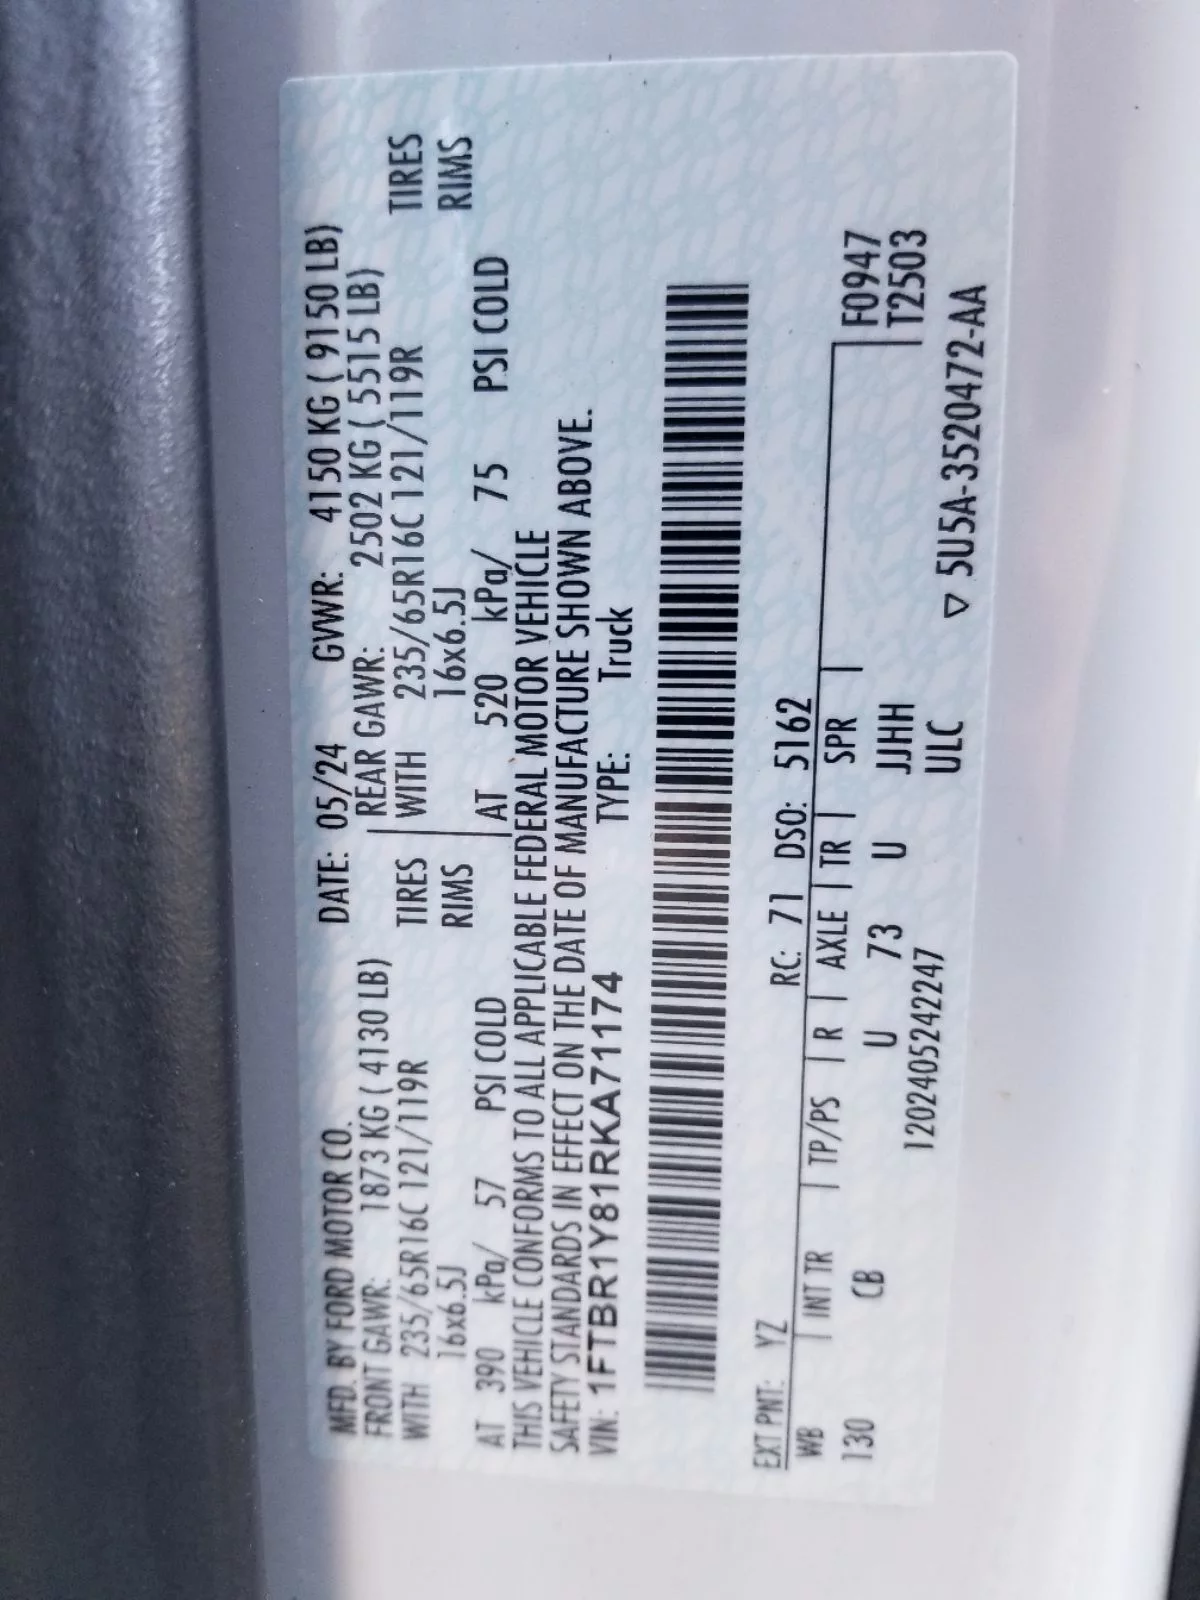 MFD. BY FORD MOTOR CO. DATE: 05/24 GVWR: 4150 KG ( 9150 LB)
FRONT GAWR: 1873 KG ( 4130 LB) REAR GAWR: 2502 KG ( 5515 LB)
WITH 235/65R16C 121/119R TIRES WITH 235/65R16C 121/119R TIRES
16x6.5J RIMS 16x6.5J RIMS
AT 390 kPa/ 57 PSI COLD AT 520 kPa/ 75 PSI COLD
THIS VEHICLE CONFORMS TO ALL APPLICABLE FEDERAL MOTOR VEHICLE
SAFETY STANDARDS IN EFFECT ON THE DATE OF MANUFACTURE SHOWN ABOVE.
VIN: 1FTBR1Y81RKA71174 TYPE: Truck
EXT PNT: YZ RC: 71 DSO: 5162
WB INT TR TP/PS R AXLE TR SPR F0947
130 CB U 73 U JJHH T2503
1202405242247 ULC
▽ 5U5A-3520472-AA